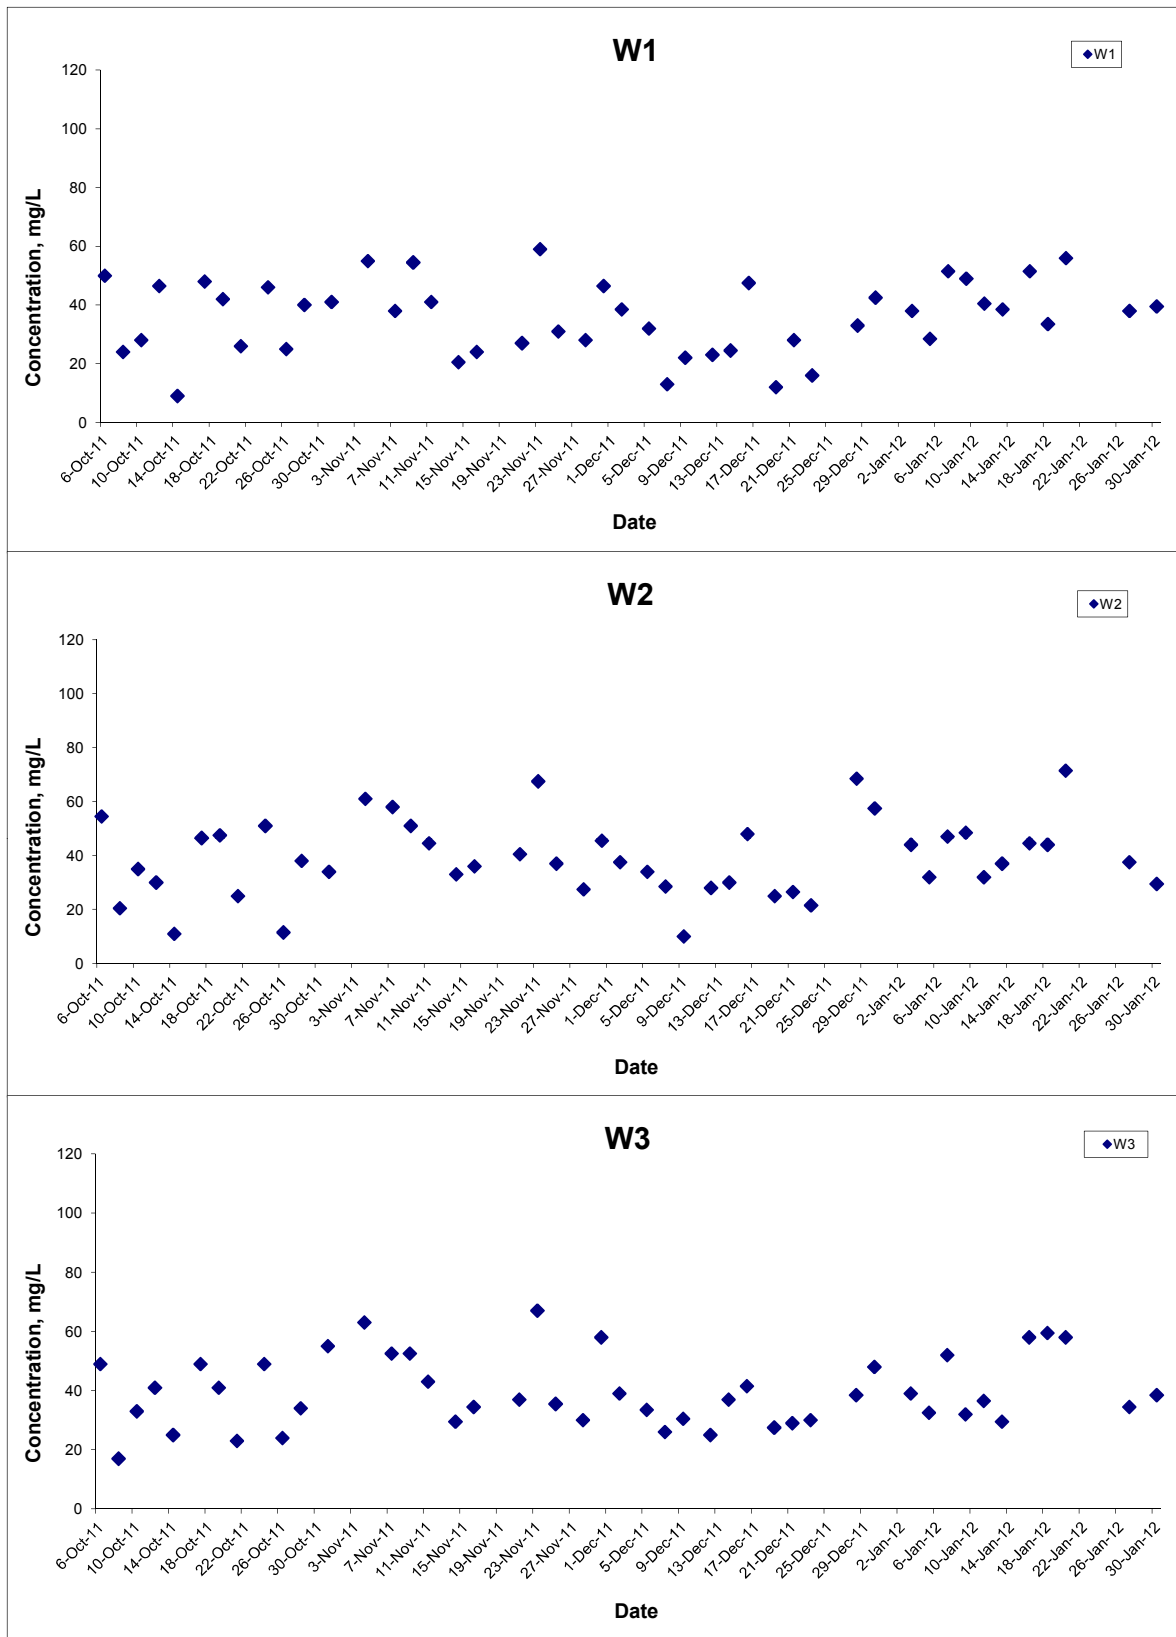 W1
W1
120
100
80
60
40
20
0
Concentration, mg/L
6-Oct-11 10-Oct-11 14-Oct-11 18-Oct-11 22-Oct-11 26-Oct-11 30-Oct-11 3-Nov-11 7-Nov-11 11-Nov-11 15-Nov-11 19-Nov-11 23-Nov-11 27-Nov-11 1-Dec-11 5-Dec-11 9-Dec-11 13-Dec-11 17-Dec-11 21-Dec-11 25-Dec-11 29-Dec-11 2-Jan-12 6-Jan-12 10-Jan-12 14-Jan-12 18-Jan-12 22-Jan-12 26-Jan-12 30-Jan-12
Date
W2
W2
120
100
80
60
40
20
0
Concentration, mg/L
6-Oct-11 10-Oct-11 14-Oct-11 18-Oct-11 22-Oct-11 26-Oct-11 30-Oct-11 3-Nov-11 7-Nov-11 11-Nov-11 15-Nov-11 19-Nov-11 23-Nov-11 27-Nov-11 1-Dec-11 5-Dec-11 9-Dec-11 13-Dec-11 17-Dec-11 21-Dec-11 25-Dec-11 29-Dec-11 2-Jan-12 6-Jan-12 10-Jan-12 14-Jan-12 18-Jan-12 22-Jan-12 26-Jan-12 30-Jan-12
Date
W3
W3
120
100
80
60
40
20
0
Concentration, mg/L
6-Oct-11 10-Oct-11 14-Oct-11 18-Oct-11 22-Oct-11 26-Oct-11 30-Oct-11 3-Nov-11 7-Nov-11 11-Nov-11 15-Nov-11 19-Nov-11 23-Nov-11 27-Nov-11 1-Dec-11 5-Dec-11 9-Dec-11 13-Dec-11 17-Dec-11 21-Dec-11 25-Dec-11 29-Dec-11 2-Jan-12 6-Jan-12 10-Jan-12 14-Jan-12 18-Jan-12 22-Jan-12 26-Jan-12 30-Jan-12
Date